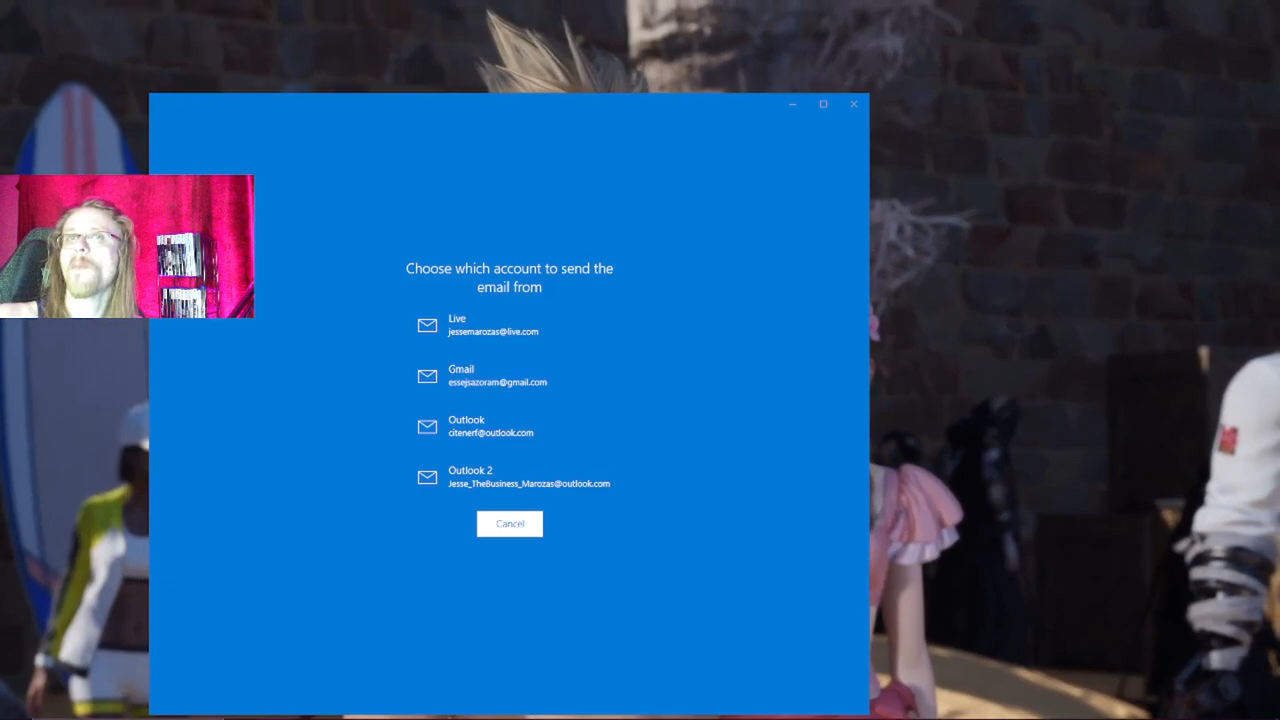 Choose which account to send the
email from
Live
jessemarozas@live.com
Gmail
essejsazoram@gmail.com
Outlook
citenerf@outlook.com
Outlook 2
Jesse_TheBusiness_Marozas@outlook.com
Cancel